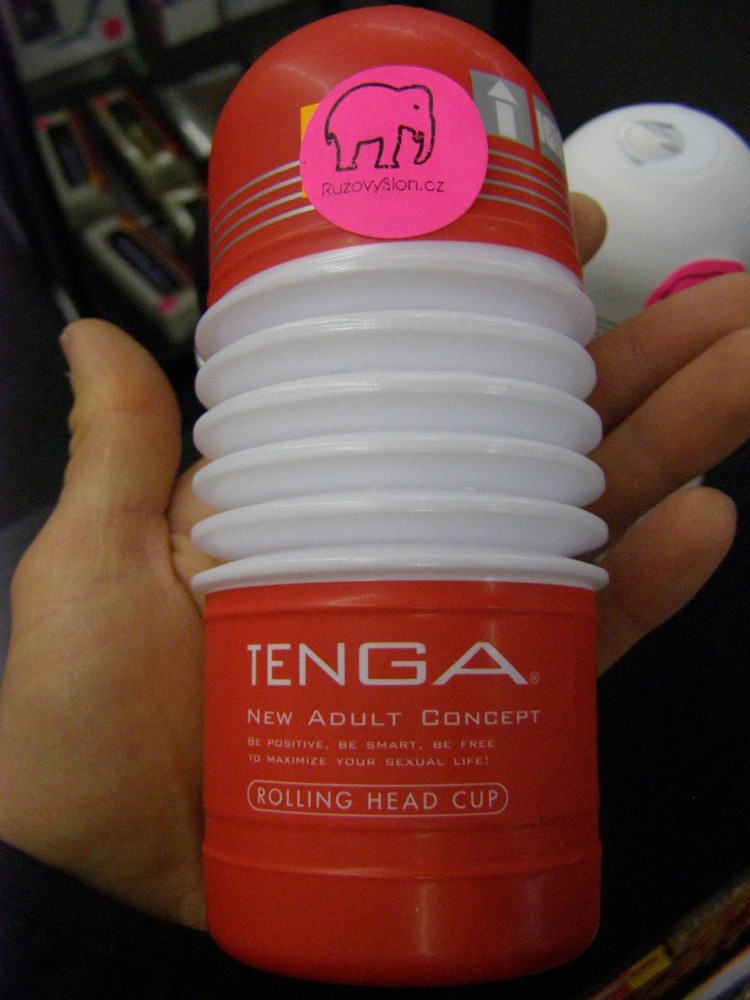 RuzovySlon.cz
TENGA®
NEW ADULT CONCEPT
BE POSITIVE, BE SMART, BE FREE
TO MAXIMIZE YOUR SEXUAL LIFE!
ROLLING HEAD CUP